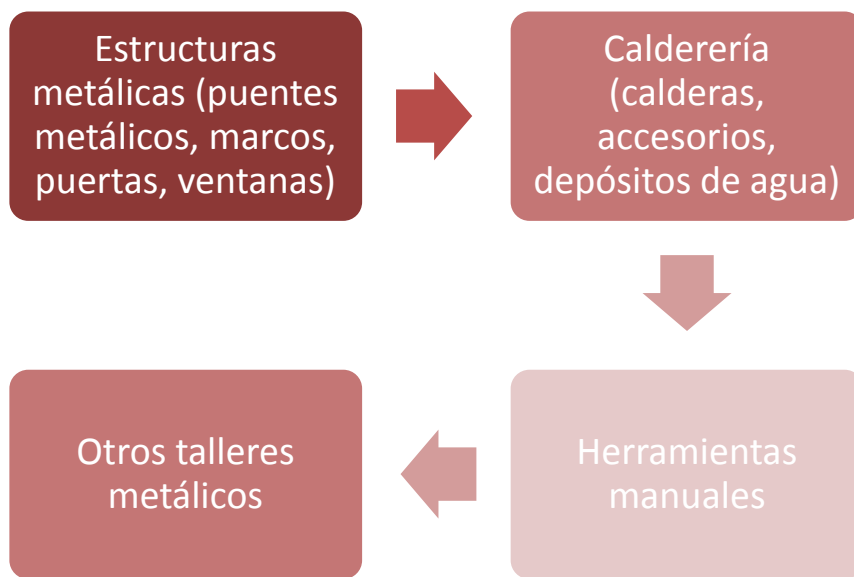 Estructuras
metálicas (puentes
metálicos, marcos,
puertas, ventanas)
Calderería
(calderas,
accesorios,
depósitos de agua)
Herramientas
manuales
Otros talleres
metálicos